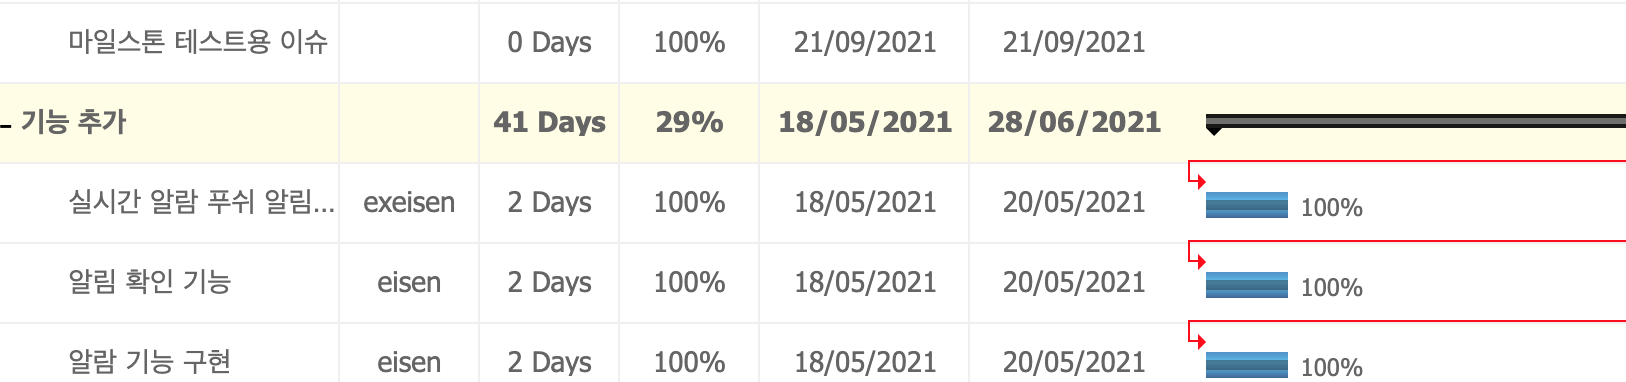 마일스톤 테스트용 이슈 0 Days 100% 21/09/2021 21/09/2021
– 기능 추가 41 Days 29% 18/05/2021 28/06/2021
실시간 알람 푸쉬 알림... exeisen 2 Days 100% 18/05/2021 20/05/2021 100%
알림 확인 기능 eisen 2 Days 100% 18/05/2021 20/05/2021 100%
알람 기능 구현 eisen 2 Days 100% 18/05/2021 20/05/2021 100%